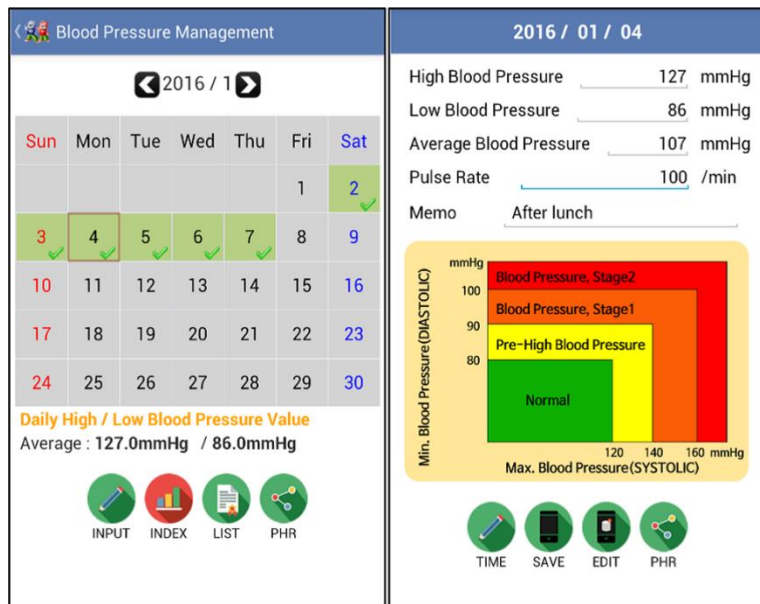 Blood Pressure Management
2016 / 1
Sun Mon Tue Wed Thu Fri Sat
1 2
3 4 5 6 7 8 9
10 11 12 13 14 15 16
17 18 19 20 21 22 23
24 25 26 27 28 29 30
Daily High / Low Blood Pressure Value
Average : 127.0mmHg / 86.0mmHg
INPUT INDEX LIST PHR
2016 / 01 / 04
High Blood Pressure 127 mmHg
Low Blood Pressure 86 mmHg
Average Blood Pressure 107 mmHg
Pulse Rate 100 /min
Memo After lunch
mmHg
Blood Pressure, Stage2
100
Blood Pressure, Stage1
90
Pre-High Blood Pressure
80
Normal
Min. Blood Pressure(DIASTOLIC)
120 140 160 mmHg
Max. Blood Pressure(SYSTOLIC)
TIME SAVE EDIT PHR